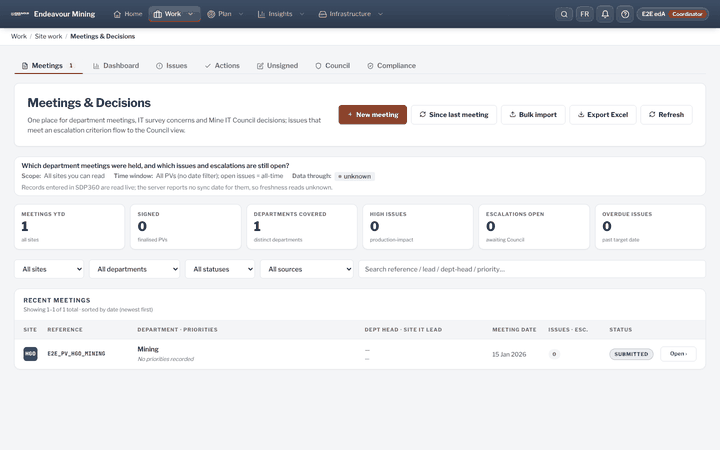 Endeavour Mining
Home
Work
Plan
Insights
Infrastructure
FR
E2E edA Coordinator
Work / Site work / Meetings & Decisions
Meetings 1
Dashboard
Issues
Actions
Unsigned
Council
Compliance
Meetings & Decisions
One place for department meetings, IT survey concerns and Mine IT Council decisions; issues that
meet an escalation criterion flow to the Council view.
+ New meeting
Since last meeting
Bulk import
Export Excel
Refresh
Which department meetings were held, and which issues and escalations are still open?
Scope: All sites you can read Time window: All PVs (no date filter); open issues = all-time Data through: unknown
Records entered in SDP360 are read live; the server reports no sync date for them, so freshness reads unknown.
MEETINGS YTD
1
all sites
SIGNED
0
finalised PVs
DEPARTMENTS COVERED
1
distinct departments
HIGH ISSUES
0
production-impact
ESCALATIONS OPEN
0
awaiting Council
OVERDUE ISSUES
0
past target date
All sites
All departments
All statuses
All sources
Search reference / lead / dept-head / priority...
RECENT MEETINGS
Showing 1–1 of 1 total · sorted by date (newest first)
SITE REFERENCE DEPARTMENT · PRIORITIES DEPT HEAD · SITE IT LEAD MEETING DATE ISSUES · ESC. STATUS
HGO E2E_PV_HGO_MINING Mining — 15 Jan 2026 0 SUBMITTED Open ›
No priorities recorded —